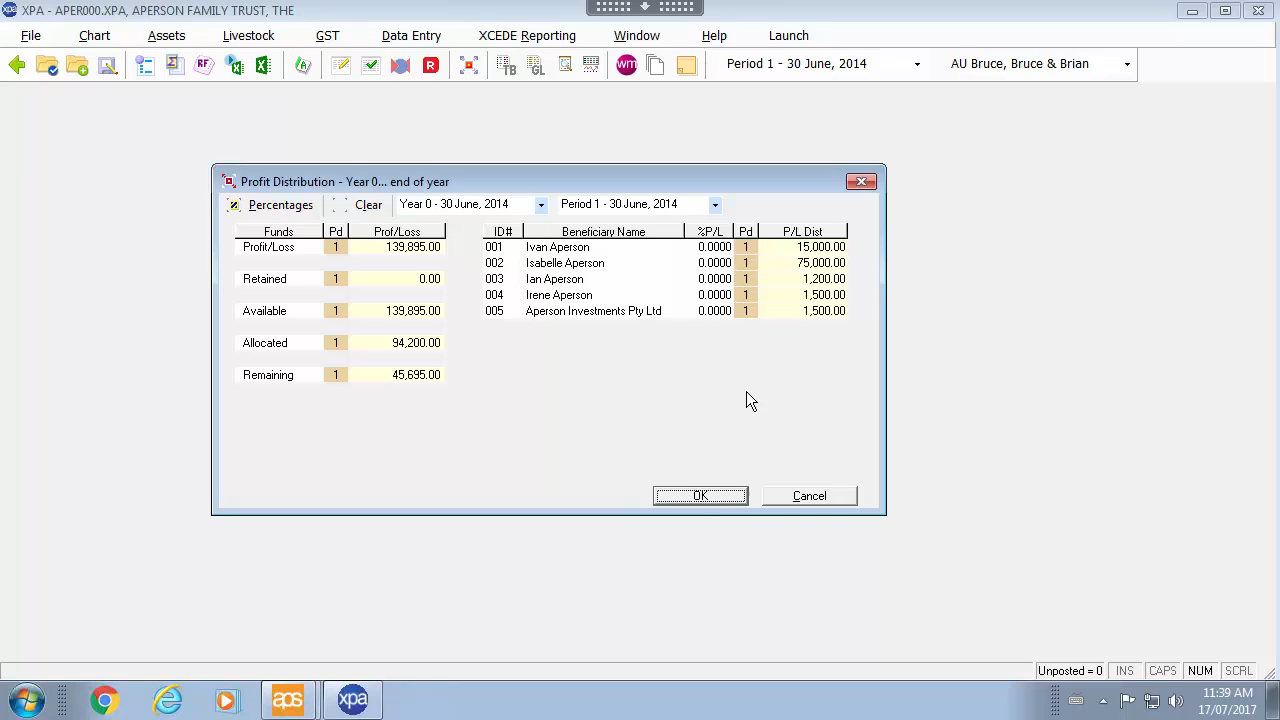 XPA - APER000.XPA, APERSON FAMILY TRUST, THE
File Chart Assets Livestock GST Data Entry XCEDE Reporting Window Help Launch
RF R TB GL wm Period 1 - 30 June, 2014 AU Bruce, Bruce & Brian
Profit Distribution - Year 0... end of year
Percentages Clear Year 0 - 30 June, 2014 Period 1 - 30 June, 2014
Funds Pd Prof/Loss ID# Beneficiary Name %P/L Pd P/L Dist
Profit/Loss 1 139,895.00 001 Ivan Aperson 0.0000 1 15,000.00
002 Isabelle Aperson 0.0000 1 75,000.00
Retained 1 0.00 003 Ian Aperson 0.0000 1 1,200.00
004 Irene Aperson 0.0000 1 1,500.00
Available 1 139,895.00 005 Aperson Investments Pty Ltd 0.0000 1 1,500.00
Allocated 1 94,200.00
Remaining 1 45,695.00
OK Cancel
Unposted = 0 INS CAPS NUM SCRL
aps xpa 11:39 AM
17/07/2017